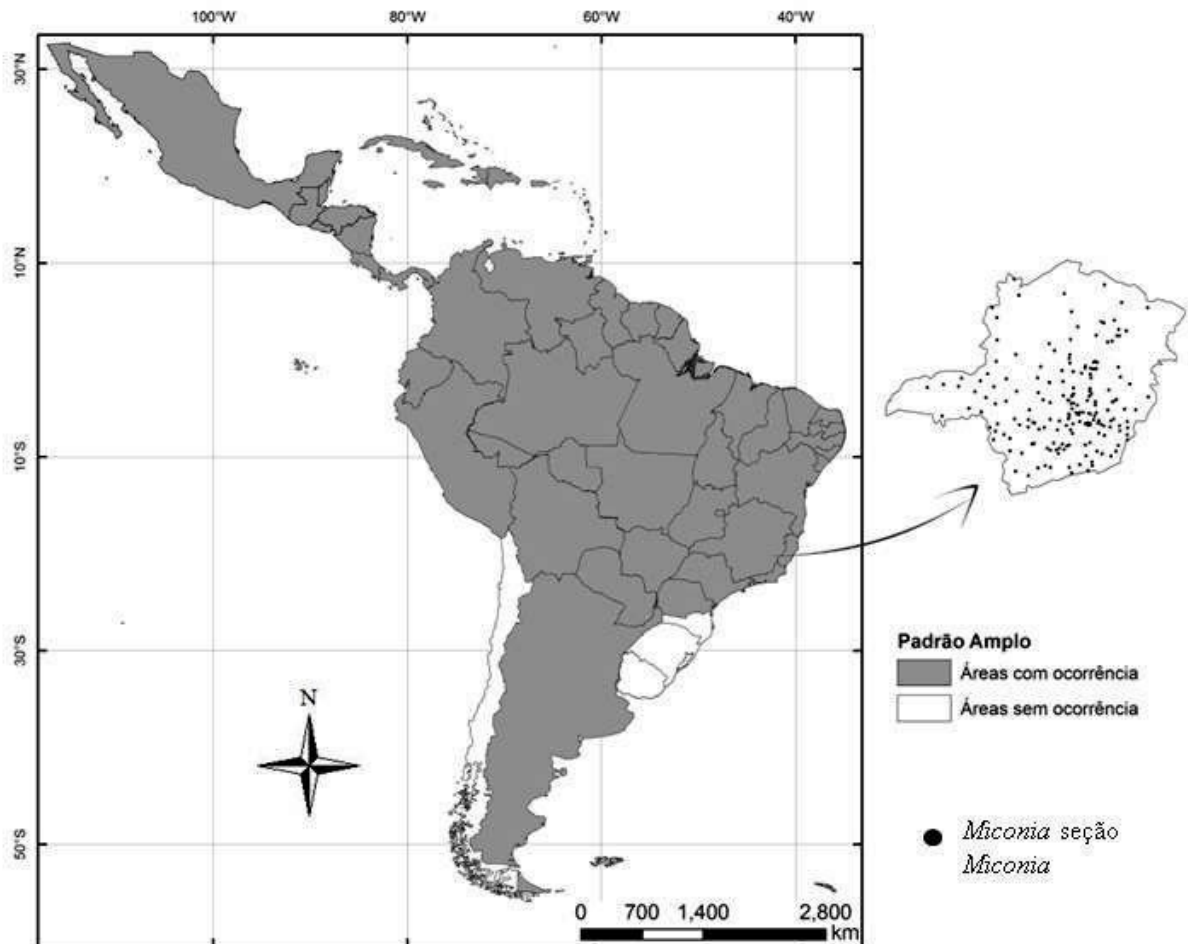 100°W 80°W 60°W 40°W
30°N
10°N
10°S
30°S
50°S
N
0 700 1,400 2,800
km
Padrão Amplo
Áreas com ocorrência
Áreas sem ocorrência
Miconia seção
Miconia